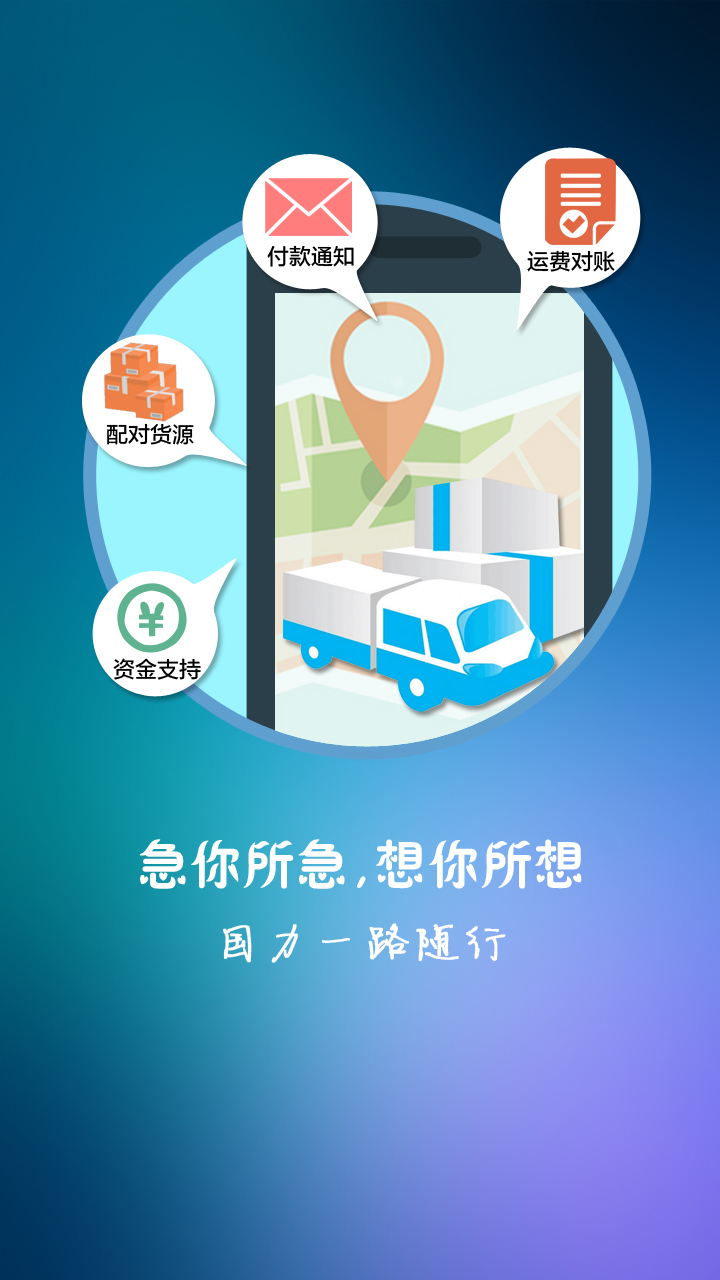 付款通知
运费对账
配对货源
资金支持
急你所急,想你所想
国力一路随行